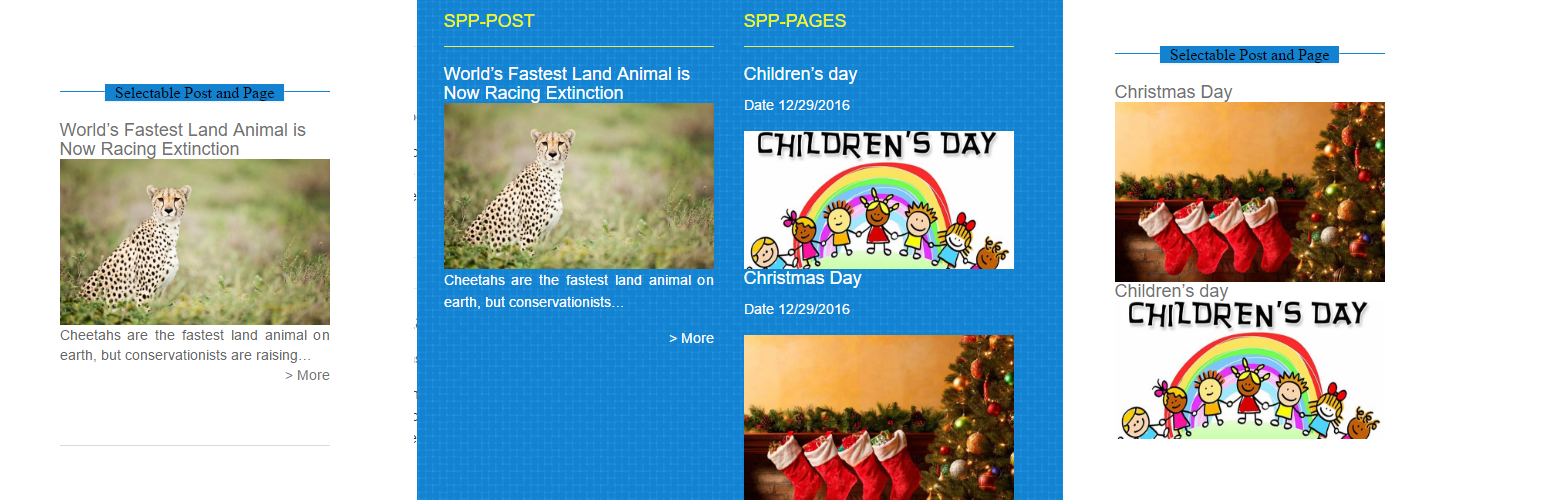 Selectable Post and Page
World’s Fastest Land Animal is
Now Racing Extinction
Cheetahs are the fastest land animal on
earth, but conservationists are raising…
> More
SPP-POST
World’s Fastest Land Animal is
Now Racing Extinction
Cheetahs are the fastest land animal on
earth, but conservationists…
> More
SPP-PAGES
Children’s day
Date 12/29/2016
CHILDREN'S DAY
Christmas Day
Date 12/29/2016
Selectable Post and Page
Christmas Day
Children’s day
CHILDREN'S DAY